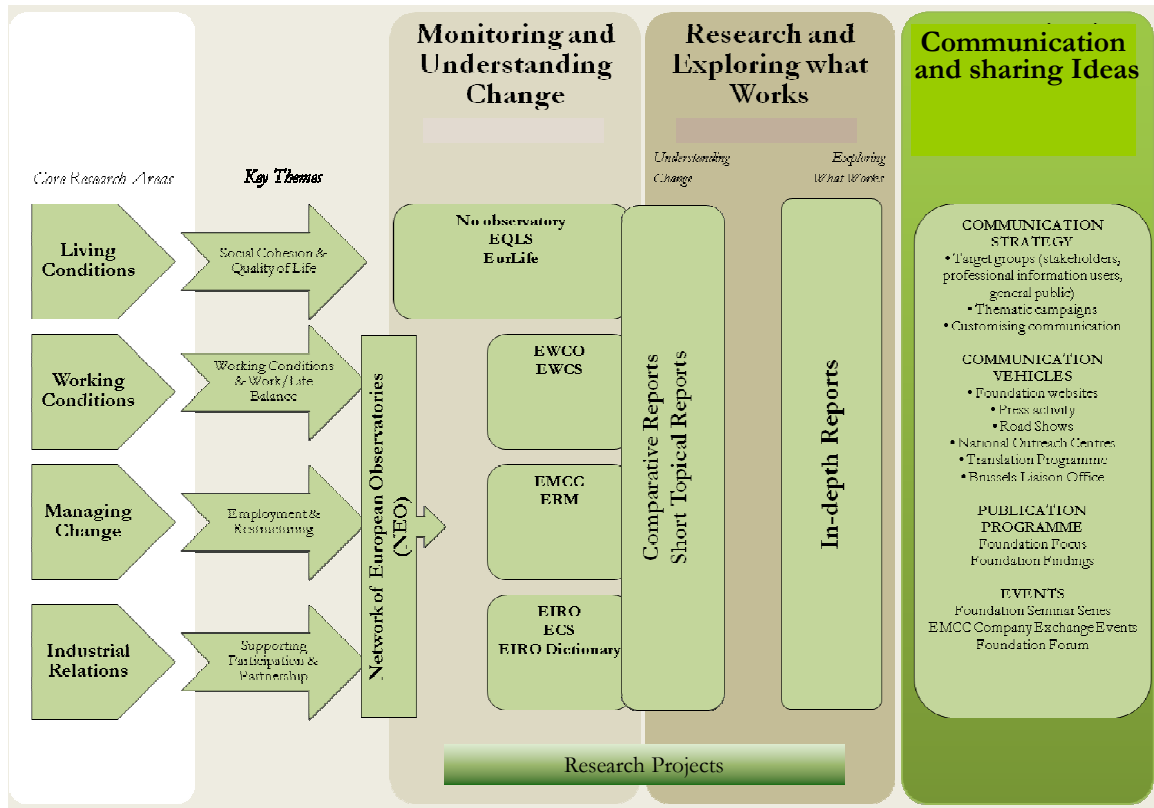 Monitoring and
Understanding
Change
Research and
Exploring what
Works
Communication
and sharing Ideas
Core Research Areas
Key Themes
Understanding
Change
Exploring
What Works
Living
Conditions
Social Cohesion &
Quality of Life
No observatory
EQLS
EurLife
Working
Conditions
Working Conditions
& Work/Life
Balance
EWCO
EWCS
Managing
Change
Employment &
Restructuring
EMCC
ERM
Industrial
Relations
Supporting
Participation &
Partnership
EIRO
ECS
EIRO Dictionary
Network of European Observatories
(NEO)
Comparative Reports
Short Topical Reports
In-depth Reports
COMMUNICATION
STRATEGY
• Target groups (stakeholders,
professional information users,
general public)
• Thematic campaigns
• Customising communication
COMMUNICATION
VEHICLES
• Foundation websites
• Press activity
• Road Shows
• National Outreach Centres
• Translation Programme
• Brussels Liaison Office
PUBLICATION
PROGRAMME
Foundation Focus
Foundation Findings
EVENTS
Foundation Seminar Series
EMCC Company Exchange Events
Foundation Forum
Research Projects